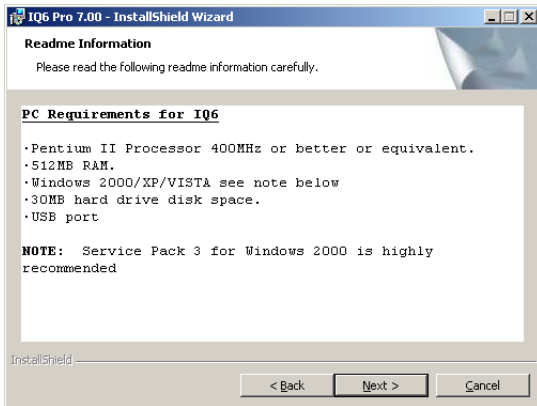 IQ6 Pro 7.00 - InstallShield Wizard
Readme Information
Please read the following readme information carefully.
PC Requirements for IQ6
·Pentium II Processor 400MHz or better or equivalent.
·512MB RAM.
·Windows 2000/XP/VISTA see note below
·30MB hard drive disk space.
·USB port
NOTE:  Service Pack 3 for Windows 2000 is highly
recommended
InstallShield
< Back
Next >
Cancel